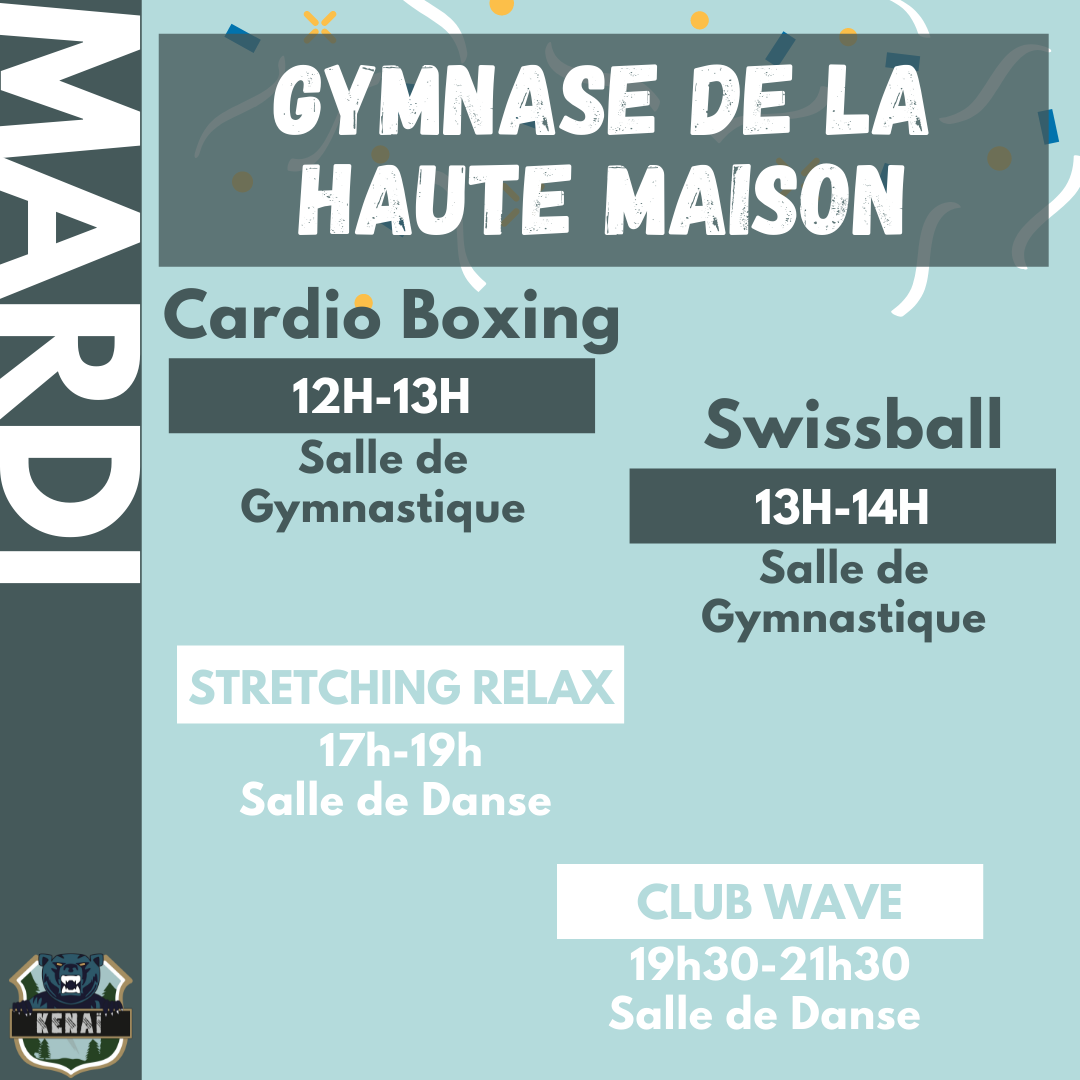 MARDI
GYMNASE DE LA
HAUTE MAISON
Cardio Boxing
12H-13H
Salle de
Gymnastique
Swissball
13H-14H
Salle de
Gymnastique
STRETCHING RELAX
17h-19h
Salle de Danse
CLUB WAVE
19h30-21h30
Salle de Danse
KENAÏ